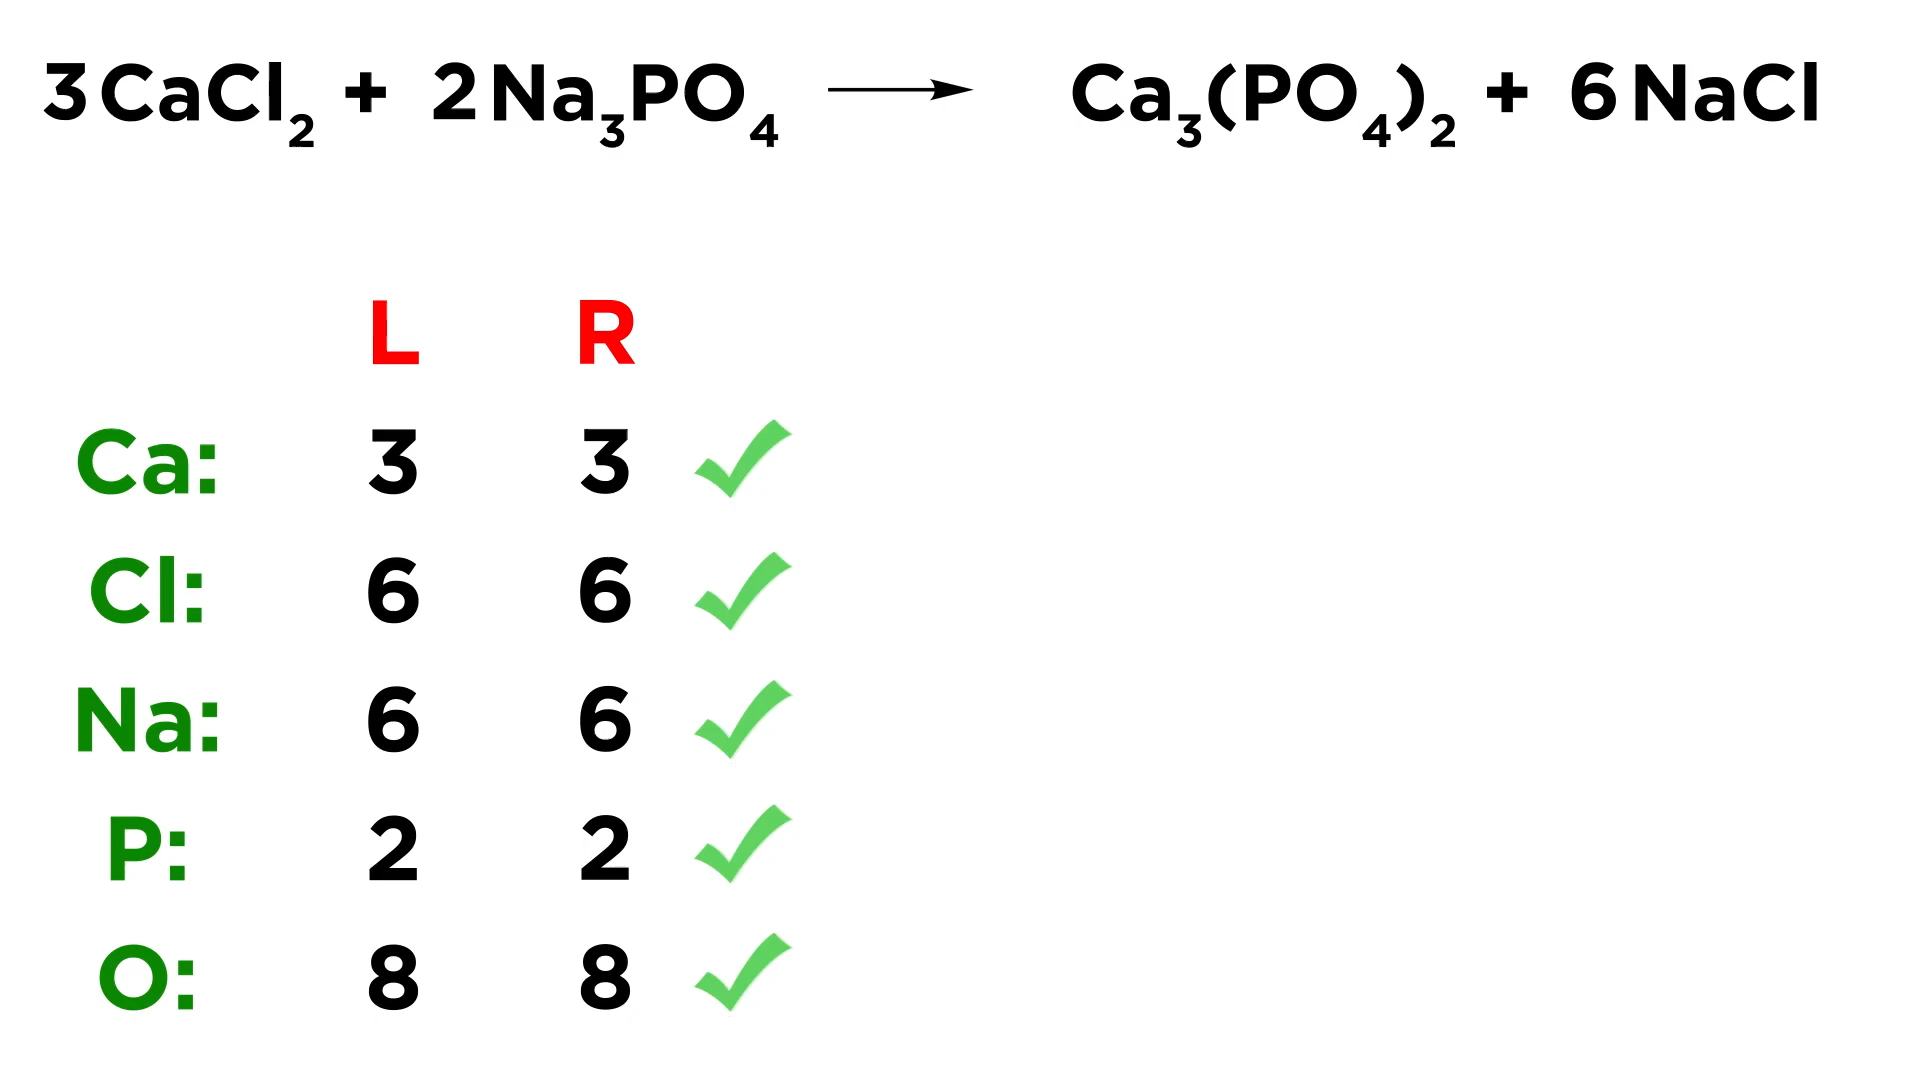 3CaCl₂ + 2Na₃PO₄ ⟶ Ca₃(PO₄)₂ + 6NaCl
L R
Ca: 3 3 ✓
Cl: 6 6 ✓
Na: 6 6 ✓
P: 2 2 ✓
O: 8 8 ✓